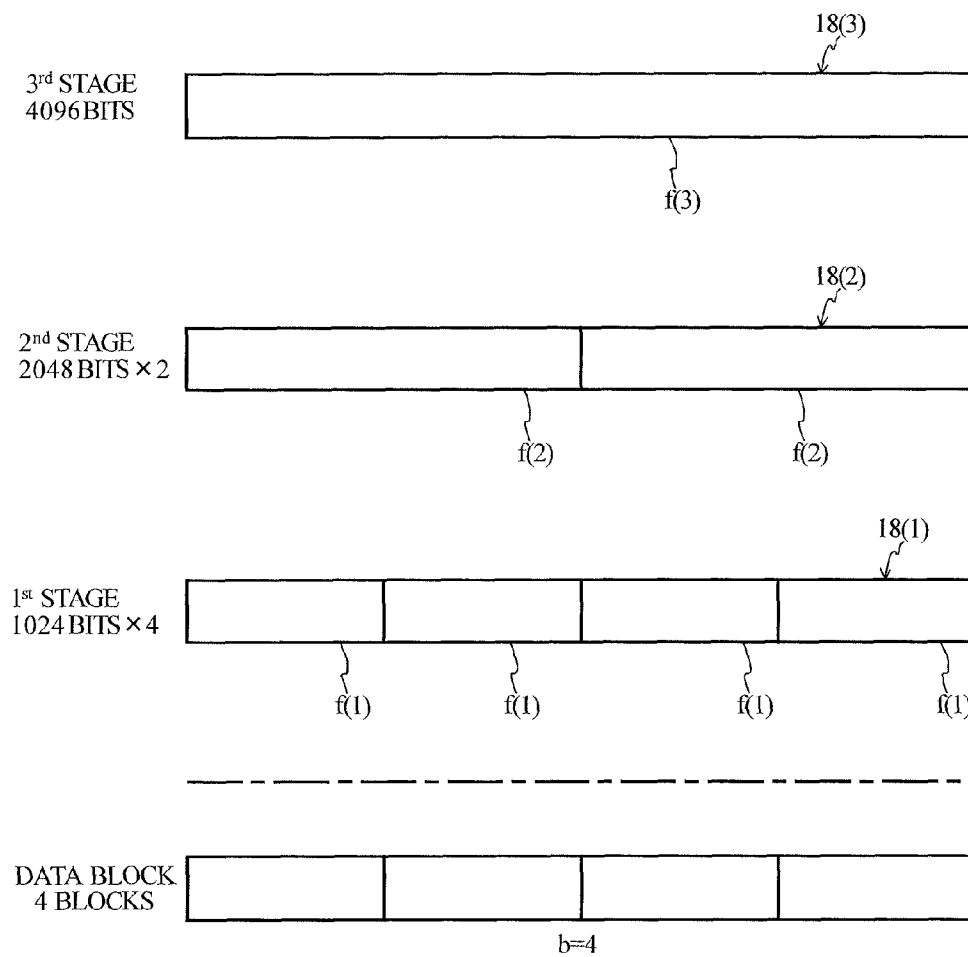 18(3)
3rd STAGE
4096 BITS
f(3)
18(2)
2nd STAGE
2048 BITS × 2
f(2) f(2)
18(1)
1st STAGE
1024 BITS × 4
f(1) f(1) f(1) f(1)
DATA BLOCK
4 BLOCKS
b=4